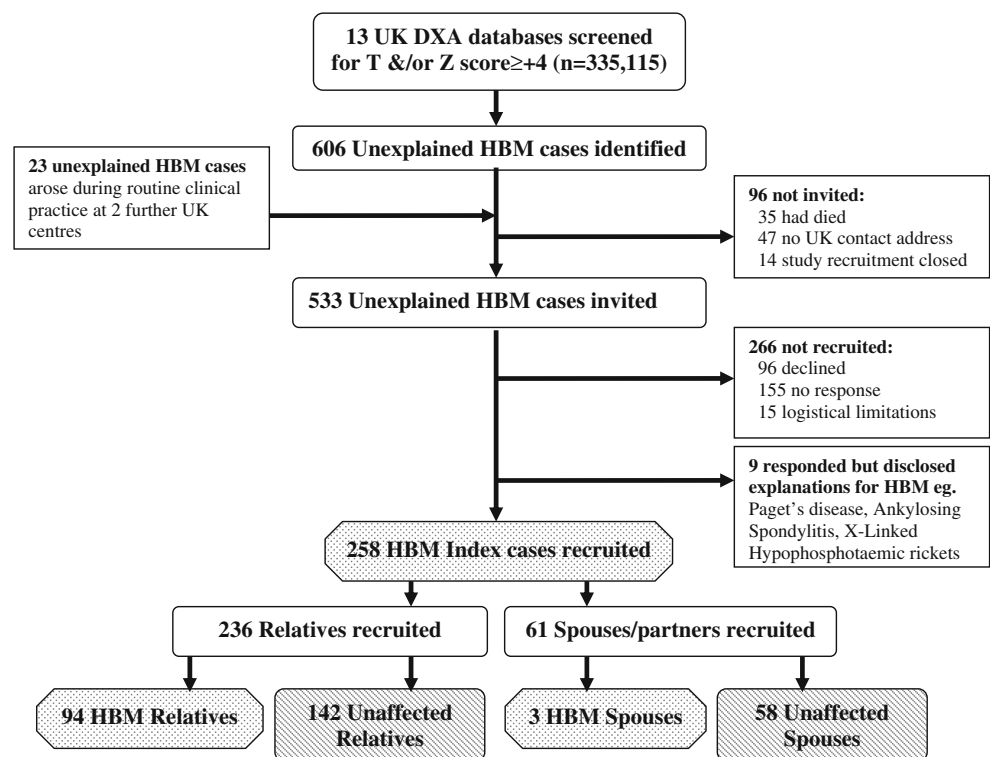 13 UK DXA databases screened
for T &/or Z score≥+4 (n=335,115)
606 Unexplained HBM cases identified
23 unexplained HBM cases
arose during routine clinical
practice at 2 further UK
centres
96 not invited:
35 had died
47 no UK contact address
14 study recruitment closed
533 Unexplained HBM cases invited
266 not recruited:
96 declined
155 no response
15 logistical limitations
9 responded but disclosed
explanations for HBM eg.
Paget's disease, Ankylosing
Spondylitis, X-Linked
Hypophosphotaemic rickets
258 HBM Index cases recruited
236 Relatives recruited
61 Spouses/partners recruited
94 HBM Relatives
142 Unaffected
Relatives
3 HBM Spouses
58 Unaffected
Spouses